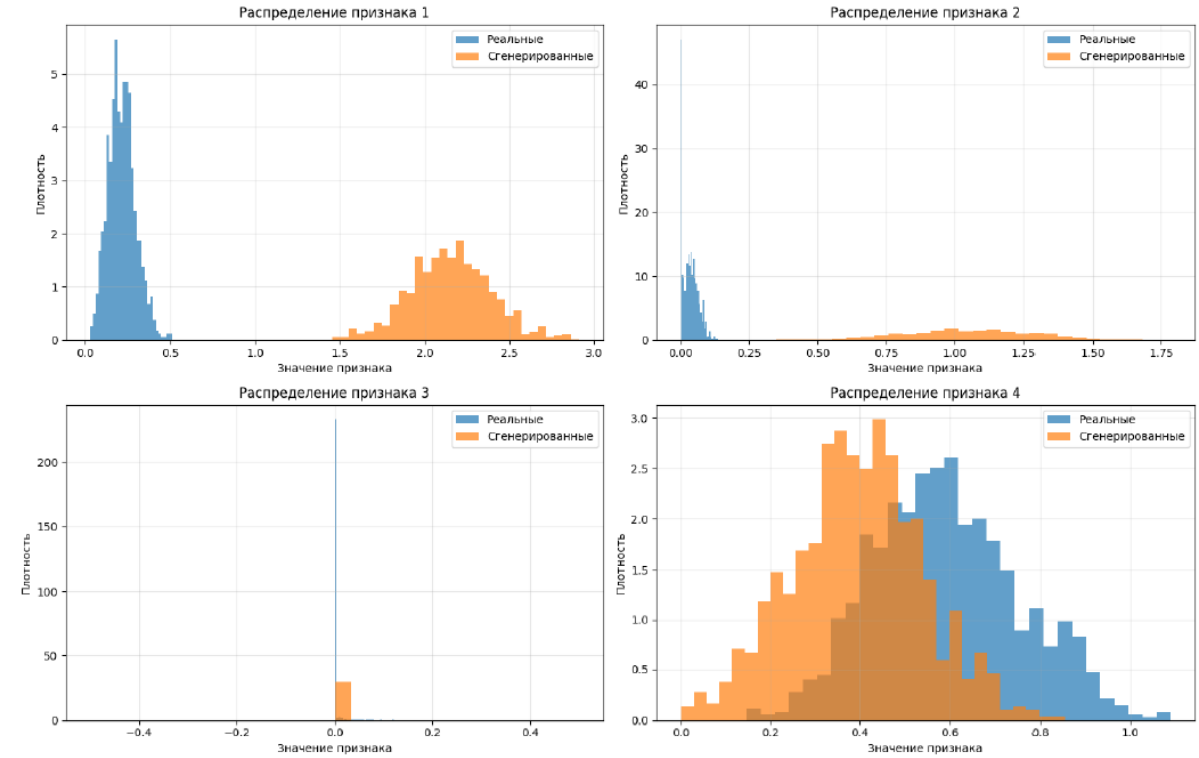 Распределение признака 1
Реальные
Сгенерированные
Плотность
5
4
3
2
1
0
0.0 0.5 1.0 1.5 2.0 2.5 3.0
Значение признака
Распределение признака 2
Реальные
Сгенерированные
Плотность
40
30
20
10
0
0.00 0.25 0.50 0.75 1.00 1.25 1.50 1.75
Значение признака
Распределение признака 3
Реальные
Сгенерированные
Плотность
200
150
100
50
0
−0.4 −0.2 0.0 0.2 0.4
Значение признака
Распределение признака 4
Реальные
Сгенерированные
Плотность
3.0
2.5
2.0
1.5
1.0
0.5
0.0
0.0 0.2 0.4 0.6 0.8 1.0
Значение признака